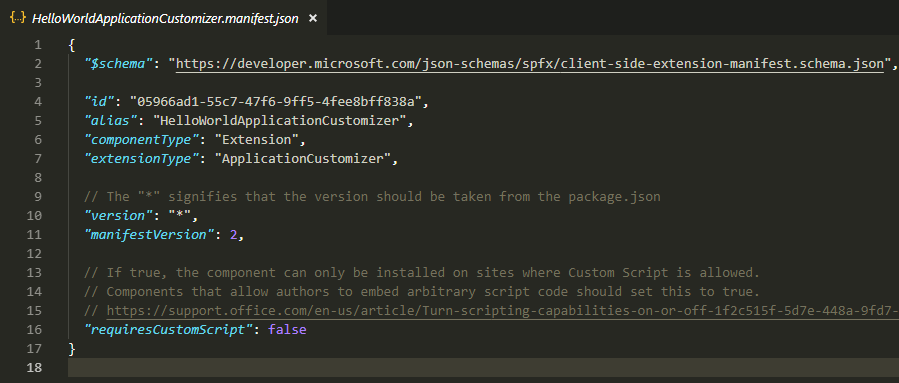 {..} HelloWorldApplicationCustomizer.manifest.json ×
1 {
2 "$schema": "https://developer.microsoft.com/json-schemas/spfx/client-side-extension-manifest.schema.json",
3
4 "id": "05966ad1-55c7-47f6-9ff5-4fee8bff838a",
5 "alias": "HelloWorldApplicationCustomizer",
6 "componentType": "Extension",
7 "extensionType": "ApplicationCustomizer",
8
9 // The "*" signifies that the version should be taken from the package.json
10 "version": "*",
11 "manifestVersion": 2,
12
13 // If true, the component can only be installed on sites where Custom Script is allowed.
14 // Components that allow authors to embed arbitrary script code should set this to true.
15 // https://support.office.com/en-us/article/Turn-scripting-capabilities-on-or-off-1f2c515f-5d7e-448a-9fd7-
16 "requiresCustomScript": false
17 }
18